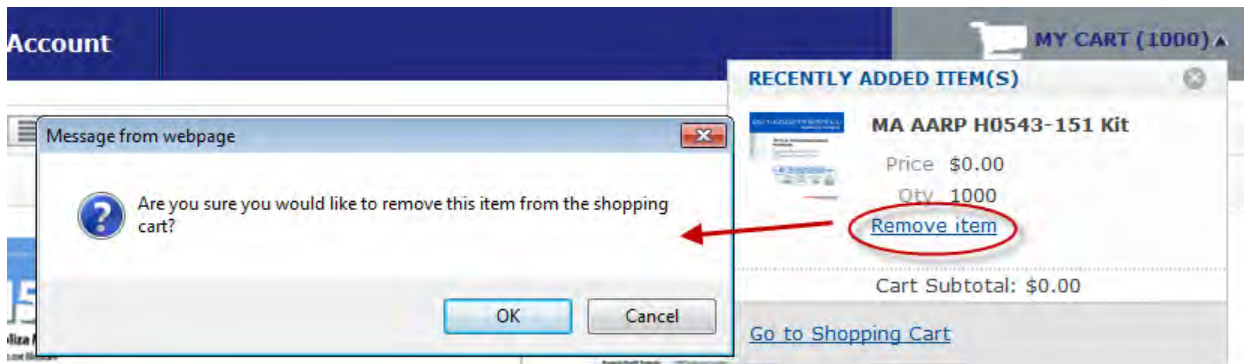 Account
MY CART (1000)
RECENTLY ADDED ITEM(S)
MA AARP H0543-151 Kit
Price $0.00
Qty 1000
Remove item
Cart Subtotal: $0.00
Go to Shopping Cart
Message from webpage
Are you sure you would like to remove this item from the shopping
cart?
OK
Cancel